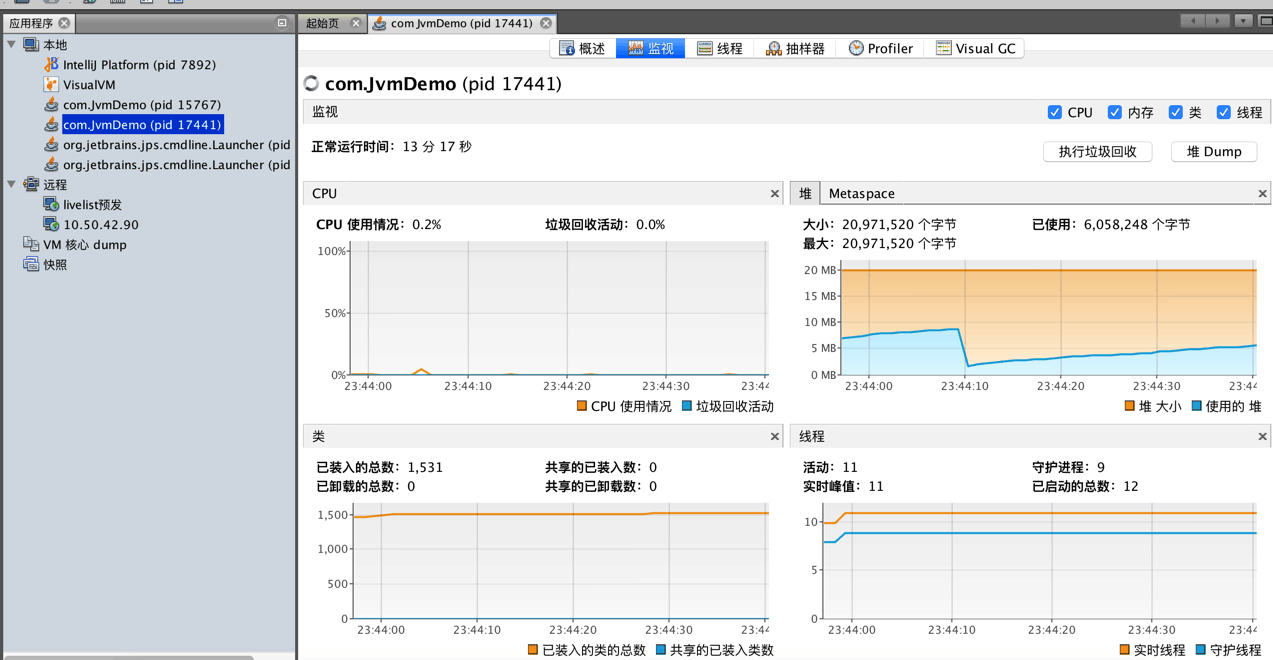 应用程序
本地
IntelliJ Platform (pid 7892)
VisualVM
com.JvmDemo (pid 15767)
com.JvmDemo (pid 17441)
org.jetbrains.jps.cmdline.Launcher (pid
org.jetbrains.jps.cmdline.Launcher (pid
远程
livelist预发
10.50.42.90
VM 核心 dump
快照
起始页 com.JvmDemo (pid 17441)
概述 监视 线程 抽样器 Profiler Visual GC
com.JvmDemo (pid 17441)
监视 CPU 内存 类 线程
正常运行时间: 13 分 17 秒 执行垃圾回收 堆 Dump
CPU
CPU 使用情况: 0.2% 垃圾回收活动: 0.0%
100%
50%
0%
23:44:00 23:44:10 23:44:20 23:44:30 23:44
CPU 使用情况 垃圾回收活动
堆 Metaspace
大小: 20,971,520 个字节 已使用: 6,058,248 个字节
最大: 20,971,520 个字节
20 MB
15 MB
10 MB
5 MB
0 MB
23:44:00 23:44:10 23:44:20 23:44:30 23:44
堆 大小 使用的 堆
类
已装入的总数: 1,531 共享的已装入数: 0
已卸载的总数: 0 共享的已卸载数: 0
1,500
1,000
500
0
23:44:00 23:44:10 23:44:20 23:44:30 23:44
已装入的类的总数 共享的已装入类数
线程
活动: 11 守护进程: 9
实时峰值: 11 已启动的总数: 12
10
5
0
23:44:00 23:44:10 23:44:20 23:44:30 23:44
实时线程 守护线程